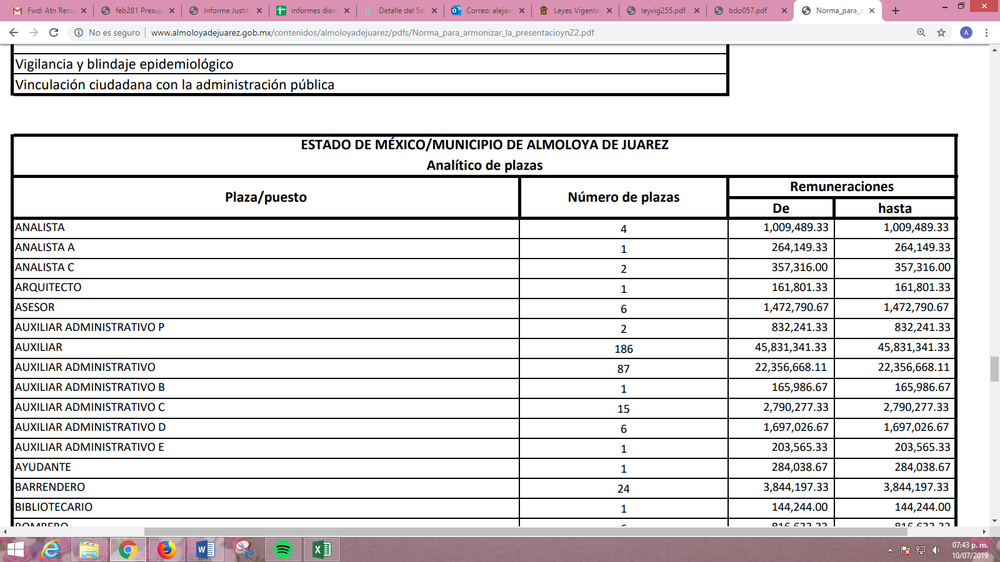 Fwd: Atn Recu
feb281 Presup
Informe Justifi
informes diari
Detalle del Se
Correo: alejan
Leyes Vigente
leyvig255.pdf
bdo057.pdf
Norma_para_a
No es seguro
www.almoloyadejuarez.gob.mx/contenidos/almoloyadejuarez/pdfs/Norma_para_armonizar_la_presentacioynZ2.pdf
A
Vigilancia y blindaje epidemiológico
Vinculación ciudadana con la administración pública
ESTADO DE MÉXICO/MUNICIPIO DE ALMOLOYA DE JUAREZ
Analítico de plazas
Plaza/puesto Número de plazas Remuneraciones
De hasta
ANALISTA 4 1,009,489.33 1,009,489.33
ANALISTA A 1 264,149.33 264,149.33
ANALISTA C 2 357,316.00 357,316.00
ARQUITECTO 1 161,801.33 161,801.33
ASESOR 6 1,472,790.67 1,472,790.67
AUXILIAR ADMINISTRATIVO P 2 832,241.33 832,241.33
AUXILIAR 186 45,831,341.33 45,831,341.33
AUXILIAR ADMINISTRATIVO 87 22,356,668.11 22,356,668.11
AUXILIAR ADMINISTRATIVO B 1 165,986.67 165,986.67
AUXILIAR ADMINISTRATIVO C 15 2,790,277.33 2,790,277.33
AUXILIAR ADMINISTRATIVO D 6 1,697,026.67 1,697,026.67
AUXILIAR ADMINISTRATIVO E 1 203,565.33 203,565.33
AYUDANTE 1 284,038.67 284,038.67
BARRENDERO 24 3,844,197.33 3,844,197.33
BIBLIOTECARIO 1 144,244.00 144,244.00
BOMBERO
07:43 p. m.
10/07/2019